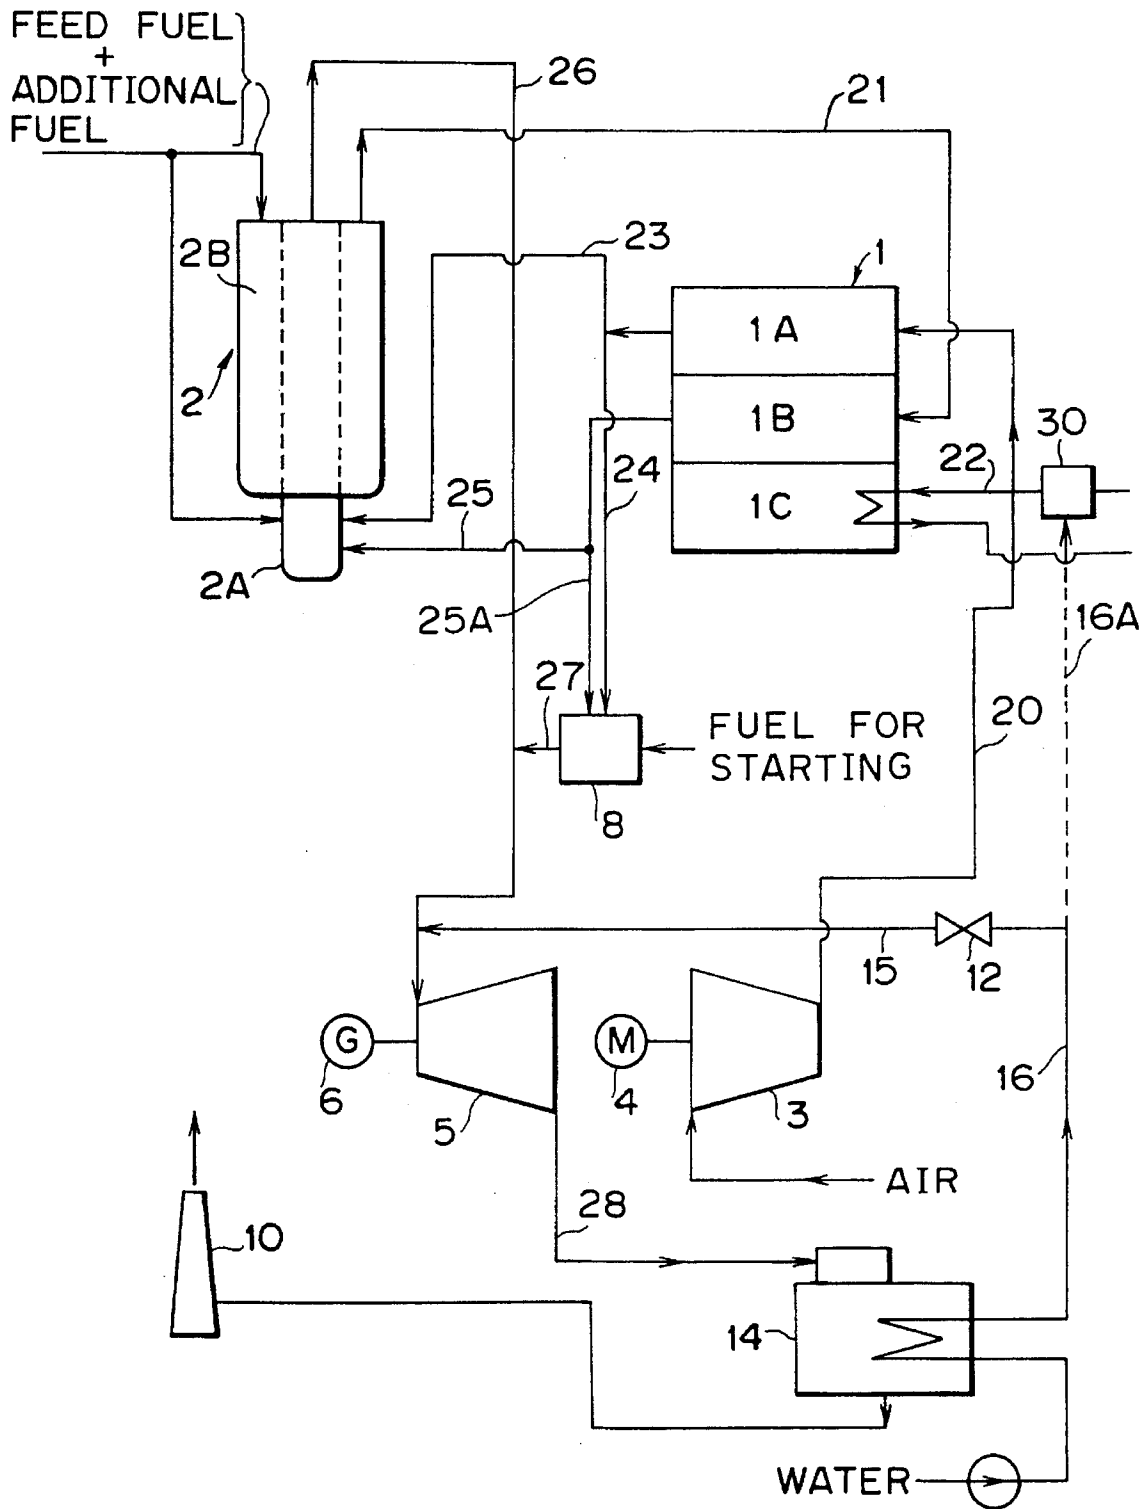 FEED FUEL
+
ADDITIONAL
FUEL
26
21
2B
23
1
1A
2
1B
30
24
22
25
1C
2A
25A
16A
27
20
FUEL FOR
STARTING
8
15
12
G
M
6
4
3
16
5
AIR
28
10
14
WATER